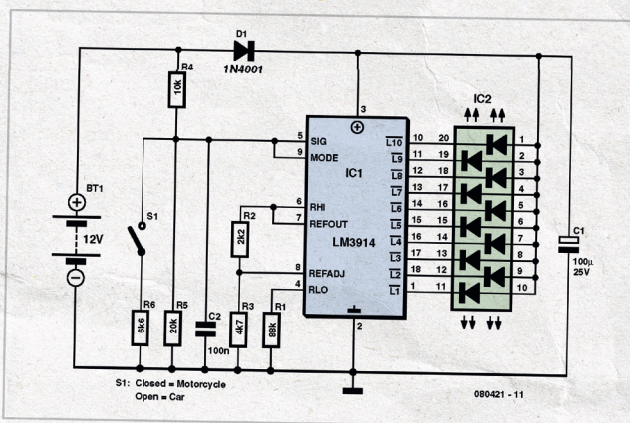 D1
1N4001
R4
10k
BT1
12V
S1
R6
5k6
R5
20k
C2
100n
R2
2k2
R3
4k7
R1
88k
3
5 SIG
9 MODE
IC1
6 RHI
7 REFOUT
LM3914
8 REFADJ
4 RLO
2
L10 10 20 1
L9 11 19 2
L8 12 18 3
L7 13 17 4
L6 14 16 5
L5 15 15 6
L4 16 14 7
L3 17 13 8
L2 18 12 9
L1 1 11 10
IC2
C1
100µ
25V
S1: Closed = Motorcycle
Open = Car
080421 - 11